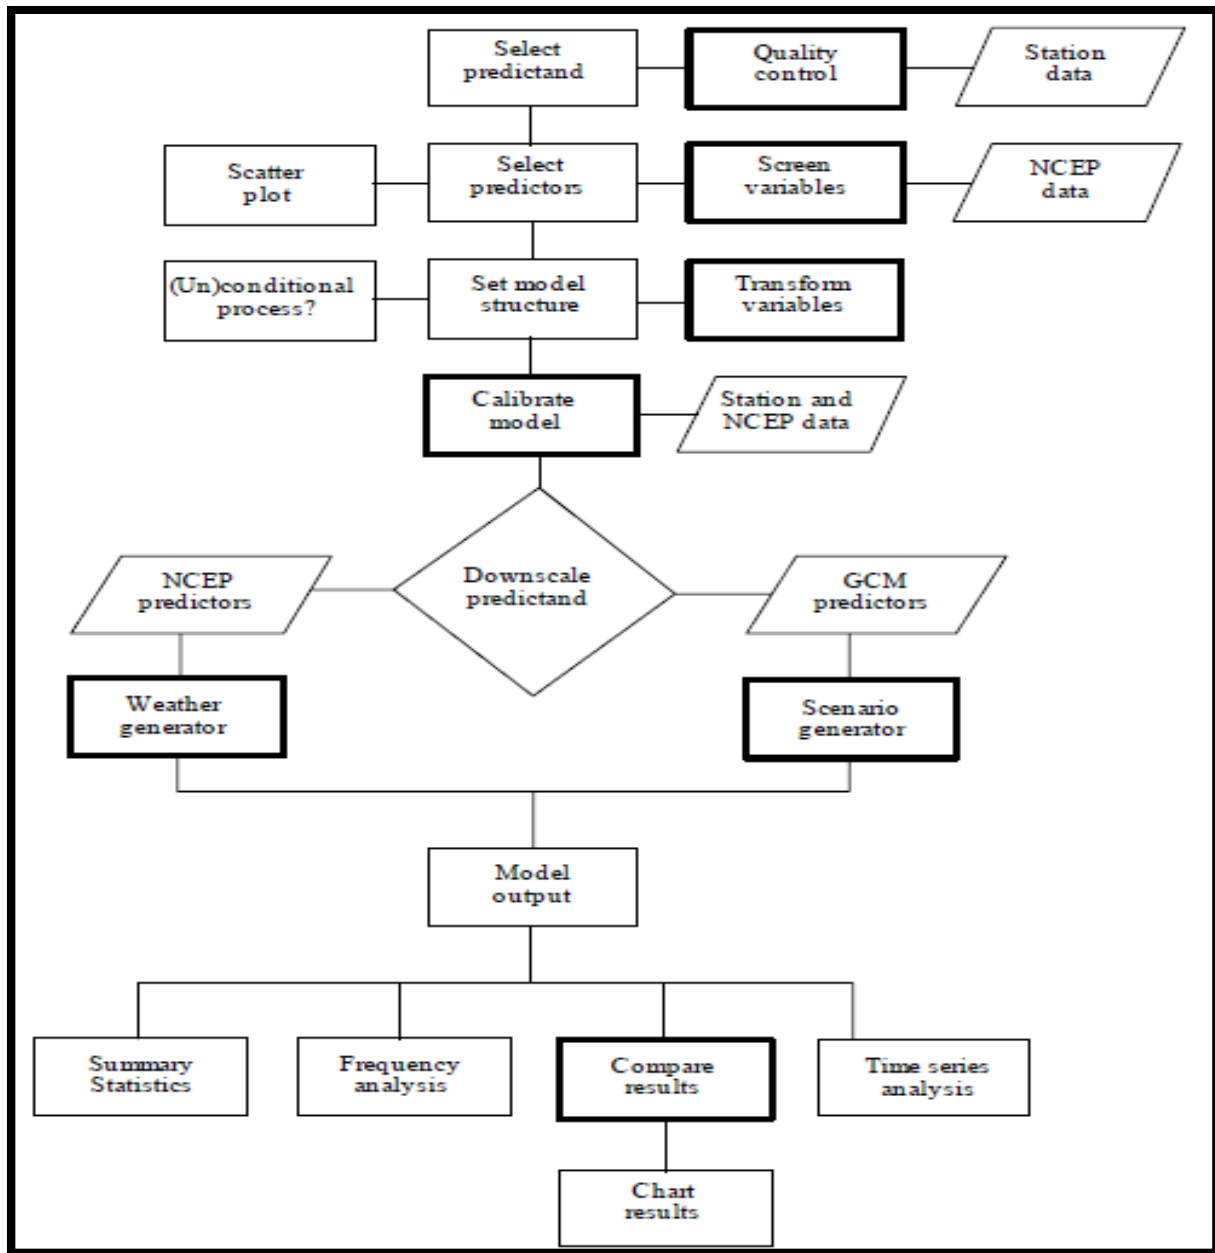 Select
predictand
Quality
control
Station
data
Scatter
plot
Select
predictors
Screen
variables
NCEP
data
(Un)conditional
process?
Set model
structure
Transform
variables
Calibrate
model
Station and
NCEP data
NCEP
predictors
Downscale
predictand
GCM
predictors
Weather
generator
Scenario
generator
Model
output
Summary
Statistics
Frequency
analysis
Compare
results
Time series
analysis
Chart
results